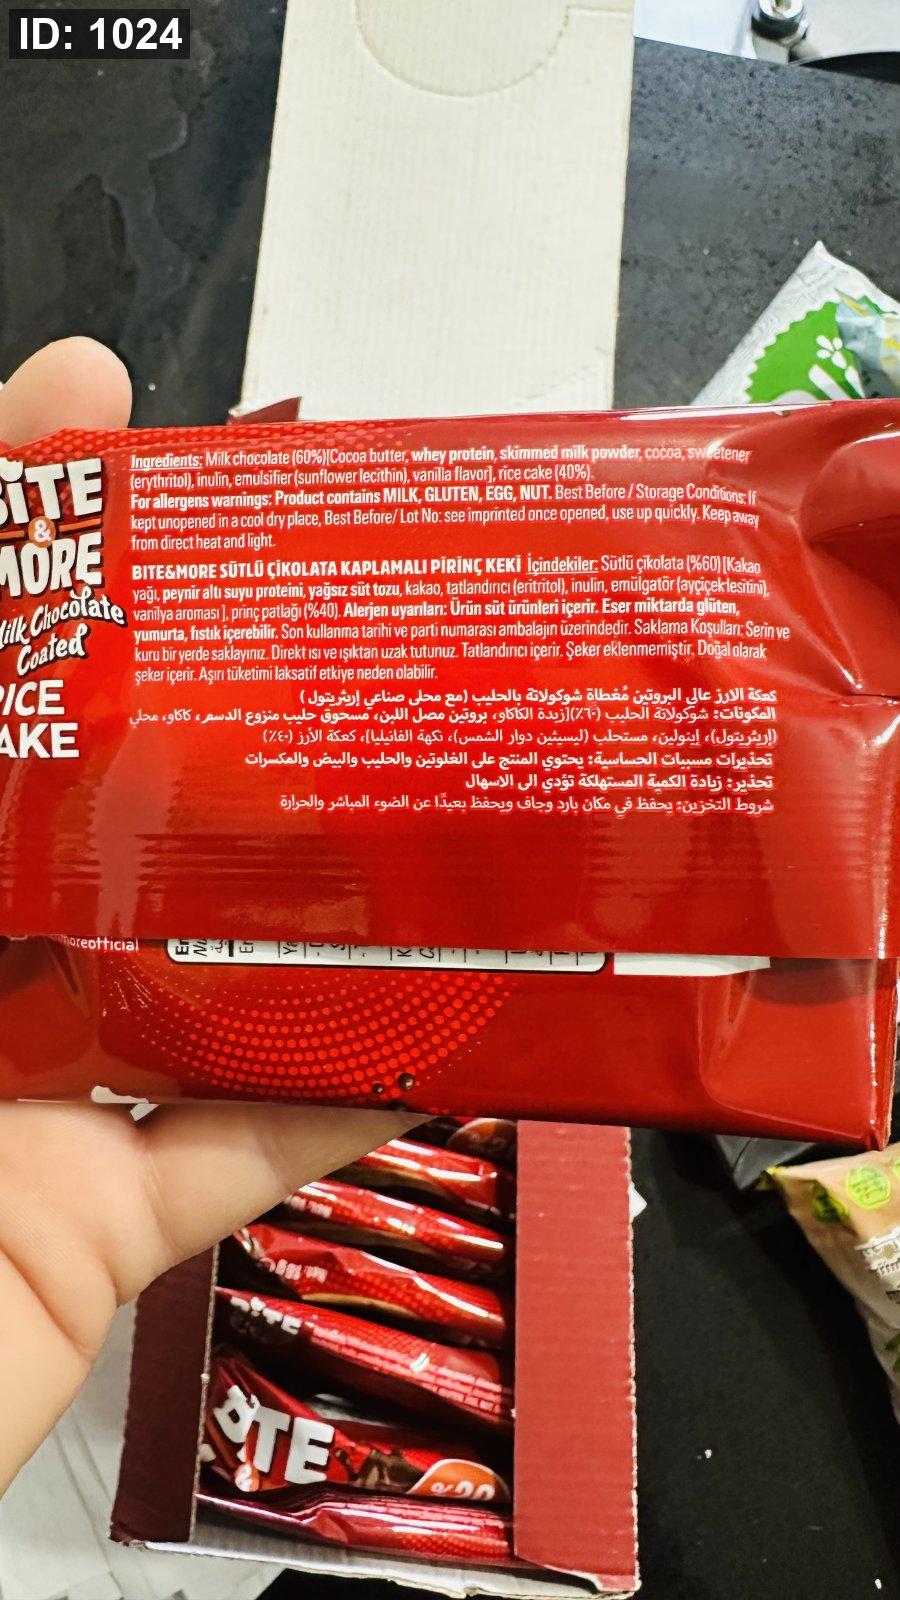 ID: 1024
BITE
&
MORE
Milk Chocolate
Coated
RICE
CAKE
Ingredients: Milk chocolate (60%)[Cocoa butter, whey protein, skimmed milk powder, cocoa, sweetener
(erythritol), inulin, emulsifier (sunflower lecithin), vanilla flavor], rice cake (40%).
For allergens warnings: Product contains MILK, GLUTEN, EGG, NUT. Best Before / Storage Conditions: If
kept unopened in a cool dry place, Best Before/ Lot No: see imprinted once opened, use up quickly. Keep away
from direct heat and light.
BITE&MORE SÜTLÜ ÇİKOLATA KAPLAMALI PİRİNÇ KEKİ İçindekiler: Sütlü çikolata (%60) [Kakao
yağı, peynir altı suyu proteini, yağsız süt tozu, kakao, tatlandırıcı (eritritol), inulin, emülgatör (ayçiçek lesitini),
vanilya aroması ], pirinç patlağı (%40). Alerjen uyarıları: Ürün süt ürünleri içerir. Eser miktarda glüten,
yumurta, fıstık içerebilir. Son kullanma tarihi ve parti numarası ambalajın üzerindedir. Saklama Koşulları: Serin ve
kuru bir yerde saklayınız. Direkt ısı ve ışıktan uzak tutunuz. Tatlandırıcı içerir. Şeker eklenmemiştir. Doğal olarak
şeker içerir. Aşırı tüketimi laksatif etkiye neden olabilir.
كعكة الارز عالي البروتين مُغطاة شوكولاتة بالحليب (مع محلى صناعي إريثريتول )
المكونات: شوكولاتة الحليب (٦٠٪)[زبدة الكاكاو، بروتين مصل اللبن، مسحوق حليب منزوع الدسم، كاكاو، محلي
(إريثريتول)، إينولين، مستحلب (ليسيثين دوار الشمس)، نكهة الفانيليا]، كعكة الأرز (٤٠٪)
تحذيرات مسببات الحساسية: يحتوي المنتج على الغلوتين والحليب والبيض والمكسرات
تحذير: زيادة الكمية المستهلكة تؤدي الى الاسهال
شروط التخزين: يحفظ في مكان بارد وجاف ويحفظ بعيدًا عن الضوء المباشر والحرارة
moreofficial
BITE
BITE
&
%20